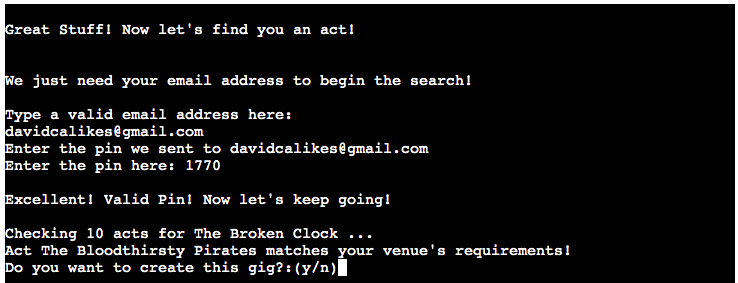 Great Stuff! Now let's find you an act!
We just need your email address to begin the search!
Type a valid email address here:
davidcalikes@gmail.com
Enter the pin we sent to davidcalikes@gmail.com
Enter the pin here: 1770
Excellent! Valid Pin! Now let's keep going!
Checking 10 acts for The Broken Clock ...
Act The Bloodthirsty Pirates matches your venue's requirements!
Do you want to create this gig?:(y/n)